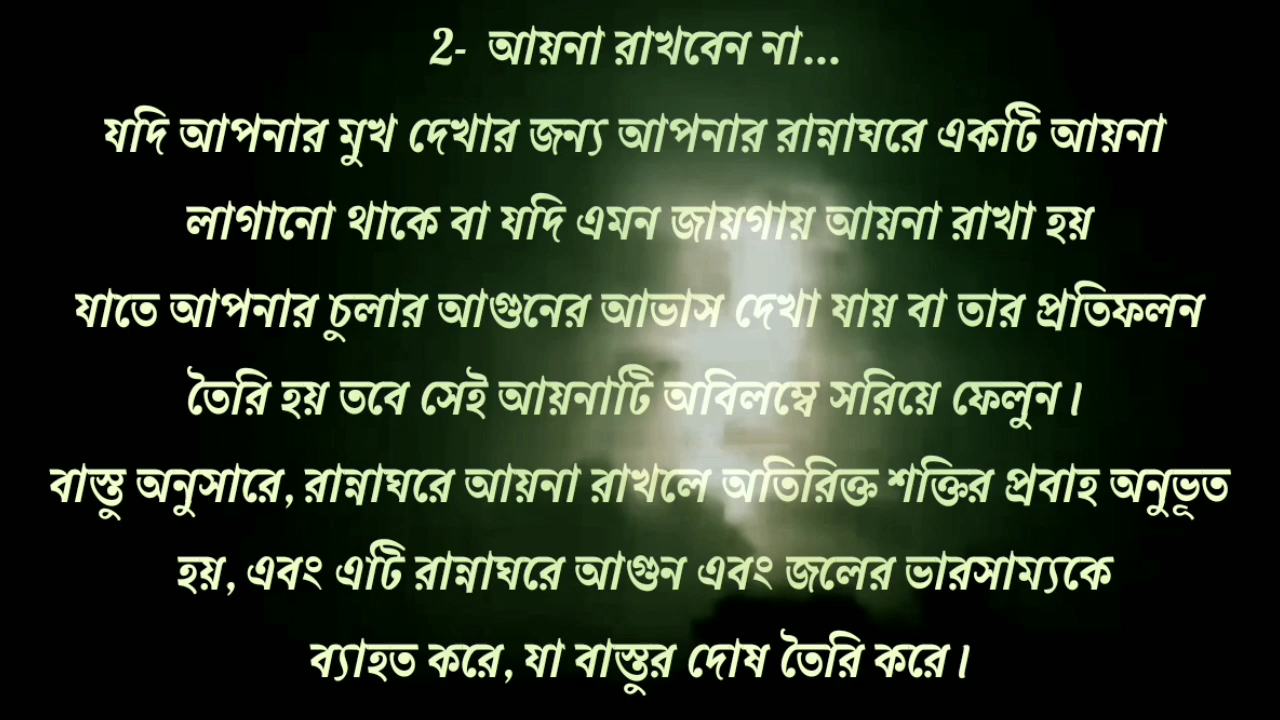 2- আয়না রাখবেন না...
যদি আপনার মুখ দেখার জন্য আপনার রান্নাঘরে একটি আয়না
লাগানো থাকে বা যদি এমন জায়গায় আয়না রাখা হয়
যাতে আপনার চুলার আগুনের আভাস দেখা যায় বা তার প্রতিফলন
তৈরি হয় তবে সেই আয়নাটি অবিলম্বে সরিয়ে ফেলুন।
বাস্তু অনুসারে, রান্নাঘরে আয়না রাখলে অতিরিক্ত শক্তির প্রবাহ অনুভূত
হয়, এবং এটি রান্নাঘরে আগুন এবং জলের ভারসাম্যকে
ব্যাহত করে, যা বাস্তুর দোষ তৈরি করে।